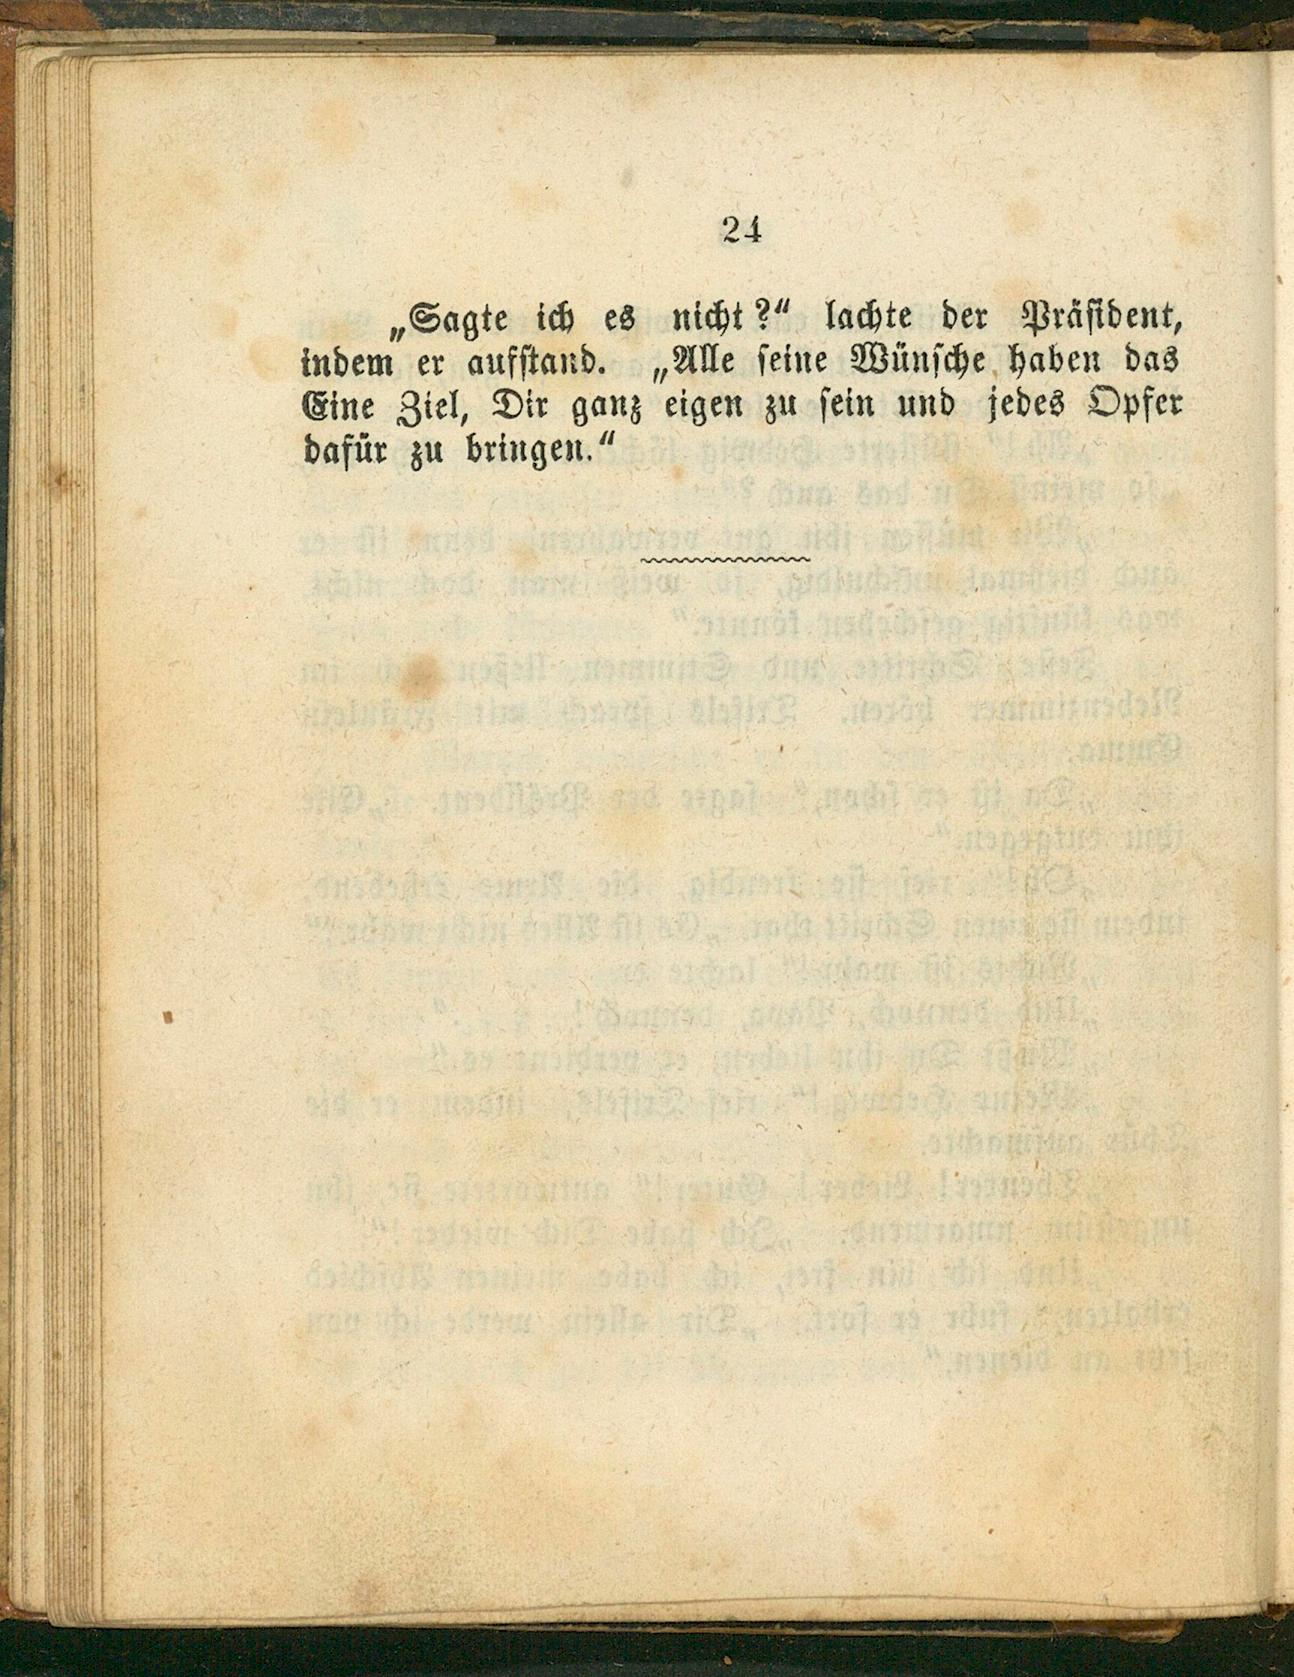 24
„Sagte ich es nicht?“ lachte der Präsident,
indem er aufstand. „Alle seine Wünsche haben das
Eine Ziel, Dir ganz eigen zu sein und jedes Opfer
dafür zu bringen.“